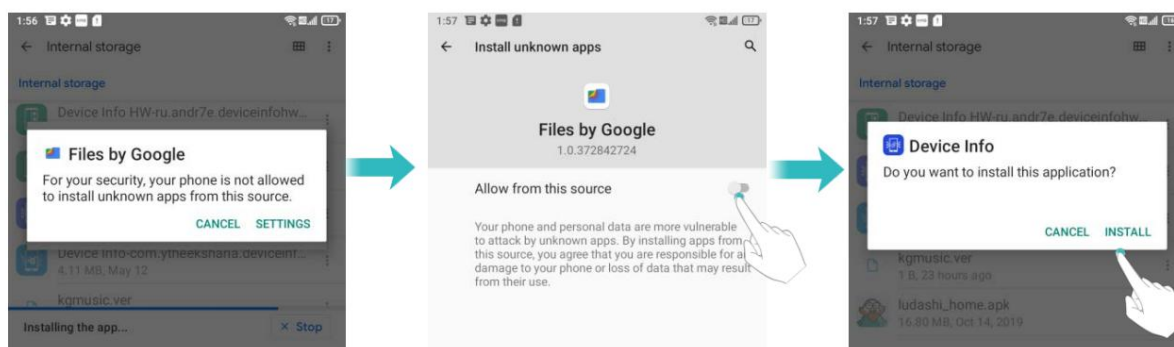 1:56
Internal storage
Internal storage
Device Info HW-ru.andr7e.deviceinfohw...
Files by Google
For your security, your phone is not allowed
to install unknown apps from this source.
CANCEL SETTINGS
Device Info-com.ytheekshana.deviceinf...
4.11 MB, May 12
kgmusic.ver
Installing the app...
× Stop
1:57
17
Install unknown apps
Files by Google
1.0.372842724
Allow from this source
Your phone and personal data are more vulnerable
to attack by unknown apps. By installing apps from
this source, you agree that you are responsible for a
damage to your phone or loss of data that may result
from their use.
1:57
Internal storage
Internal storage
Device Info HW-ru.andr7e.deviceinfohw...
Device Info
Do you want to install this application?
CANCEL INSTALL
kgmusic.ver
1 B, 23 hours ago
ludashi_home.apk
16.80 MB, Oct 14, 2019